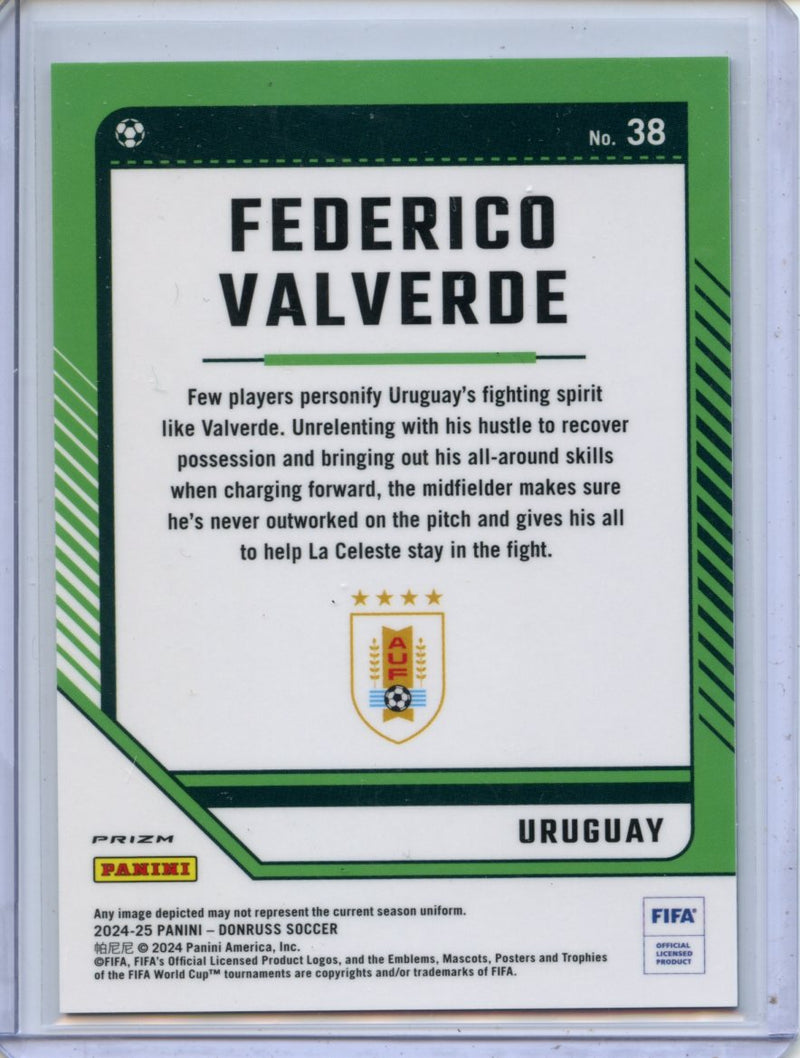 No. 38
FEDERICO
VALVERDE
Few players personify Uruguay's fighting spirit
like Valverde. Unrelenting with his hustle to recover
possession and bringing out his all-around skills
when charging forward, the midfielder makes sure
he's never outworked on the pitch and gives his all
to help La Celeste stay in the fight.
AUF
URUGUAY
PRIZM
PANINI
Any image depicted may not represent the current season uniform.
2024-25 PANINI – DONRUSS SOCCER
帕尼尼 © 2024 Panini America, Inc.
©FIFA, FIFA's Official Licensed Product Logos, and the Emblems, Mascots, Posters and Trophies
of the FIFA World Cup™ tournaments are copyrights and/or trademarks of FIFA.
FIFA®
OFFICIAL
LICENSED
PRODUCT